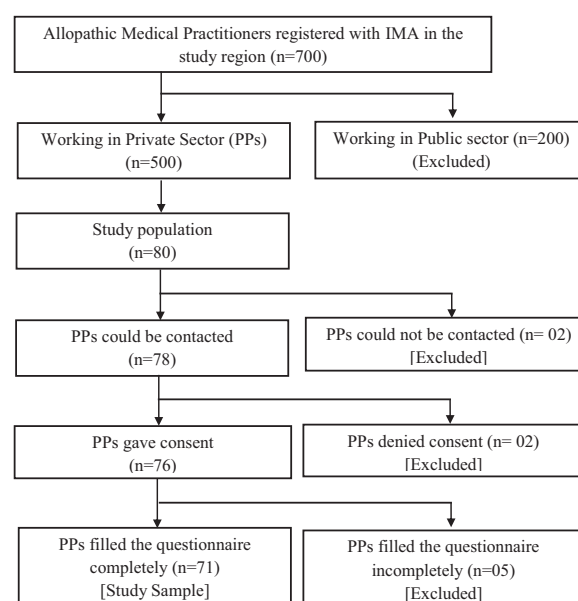 Allopathic Medical Practitioners registered with IMA in the
study region (n=700)
Working in Private Sector (PPs)
(n=500)
Working in Public sector (n=200)
(Excluded)
Study population
(n=80)
PPs could be contacted
(n=78)
PPs could not be contacted (n= 02)
[Excluded]
PPs gave consent
(n=76)
PPs denied consent (n= 02)
[Excluded]
PPs filled the questionnaire
completely (n=71)
[Study Sample]
PPs filled the questionnaire
incompletely (n=05)
[Excluded]